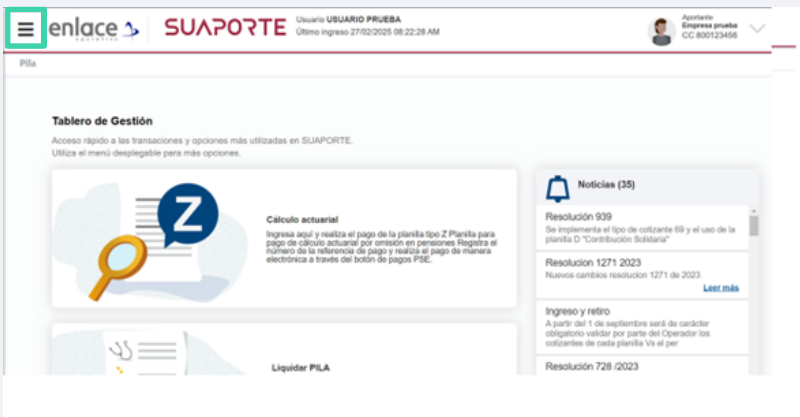 enlace
operativo
SUAPORTE
Usuario USUARIO PRUEBA
Último ingreso 27/02/2025 08:22:28 AM
Aportante
Empresa prueba
CC 800123456
Pila
Tablero de Gestión
Acceso rápido a las transaciones y opciones más utilizadas en SUAPORTE.
Utiliza el menú desplegable para más opciones.
Z
Cálculo actuarial
Ingresa aquí y realiza el pago de la planilla tipo Z Planilla para
pago de cálculo actuarial por omisión en pensiones Registra el
número de la referencia de pago y realiza el pago de manera
electrónica a través del botón de pagos PSE.
Liquidar PILA
Noticias (35)
Resolución 939
Se implementa el tipo de cotizante 69 y el uso de la
planilla D "Contribución Solidaria"
Resolucion 1271 2023
Nuevos cambios resolucion 1271 de 2023
Leer más
Ingreso y retiro
A partir del 1 de septiembre será de carácter
obligatorio validar por parte del Operador los
cotizantes de cada planilla Vs el per
Resolución 728 /2023